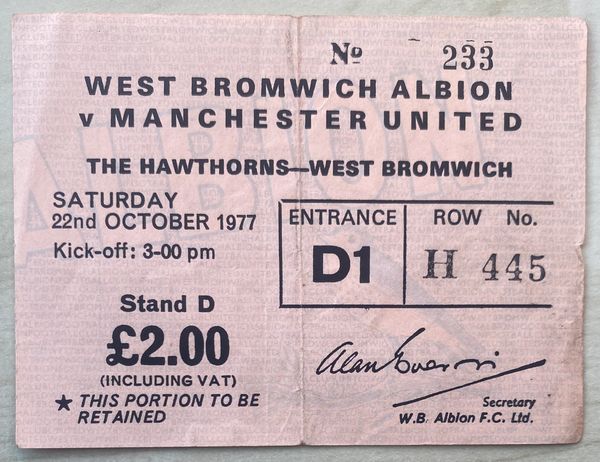 Nº 233
WEST BROMWICH ALBION
v MANCHESTER UNITED
THE HAWTHORNS—WEST BROMWICH
SATURDAY
22nd OCTOBER 1977
Kick-off: 3-00 pm
ENTRANCE
D1
ROW No.
H 445
Stand D
£2.00
(INCLUDING VAT)
★ THIS PORTION TO BE
RETAINED
Secretary
W.B. Albion F.C. Ltd.
ALBION